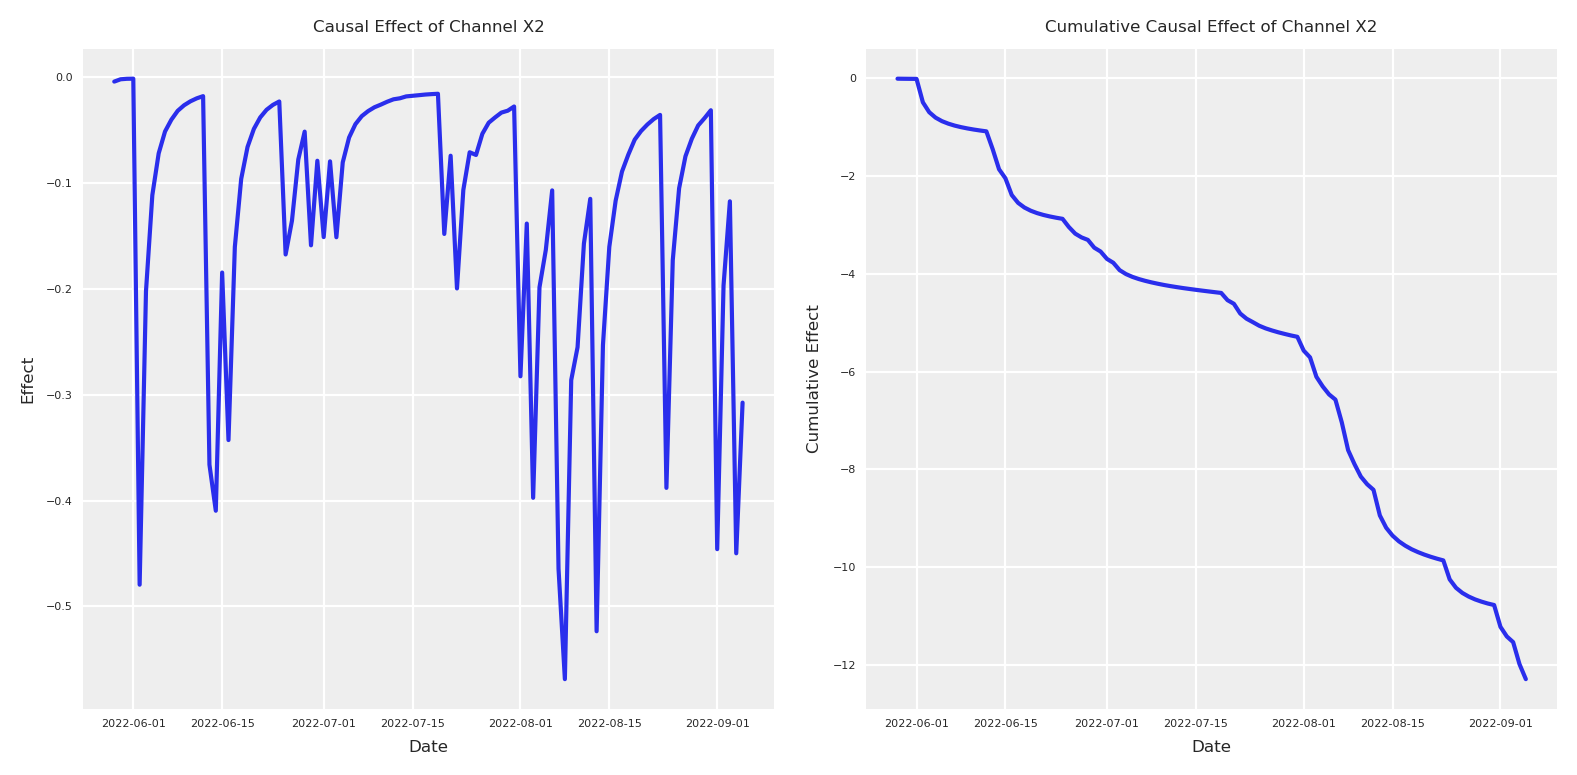 Causal Effect of Channel X2
Effect
0.0
−0.1
−0.2
−0.3
−0.4
−0.5
2022-06-01 2022-06-15 2022-07-01 2022-07-15 2022-08-01 2022-08-15 2022-09-01
Date
Cumulative Causal Effect of Channel X2
Cumulative Effect
0
−2
−4
−6
−8
−10
−12
2022-06-01 2022-06-15 2022-07-01 2022-07-15 2022-08-01 2022-08-15 2022-09-01
Date